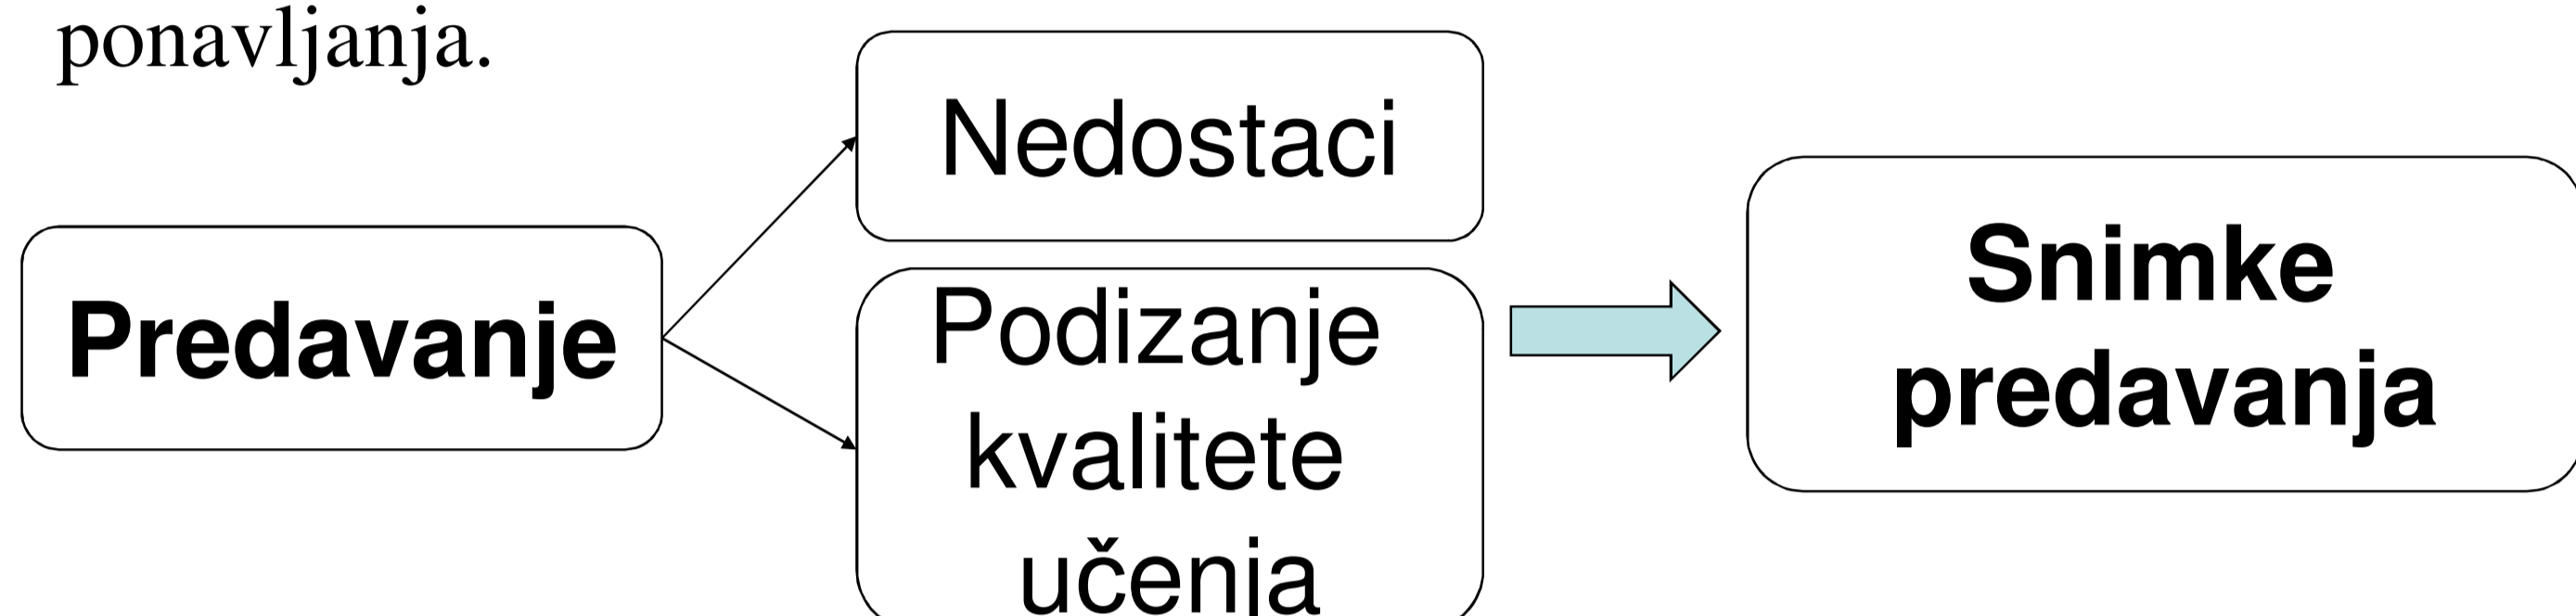 ponavljanja.
Nedostaci
Predavanje
Podizanje
kvalitete
učenja
Snimke
predavanja